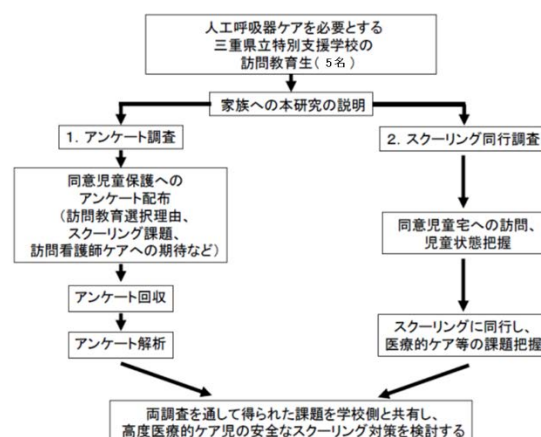 人工呼吸器ケアを必要とする
三重県立特別支援学校の
訪問教育生(5名)
家族への本研究の説明
1. アンケート調査
同意児童保護への
アンケート配布
(訪問教育選択理由、
スクーリング課題、
訪問看護師ケアへの期待など)
アンケート回収
アンケート解析
2. スクーリング同行調査
同意児童宅への訪問、
児童状態把握
スクーリングに同行し、
医療的ケア等の課題把握
両調査を通して得られた課題を学校側と共有し、
高度医療的ケア児の安全なスクーリング対策を検討する